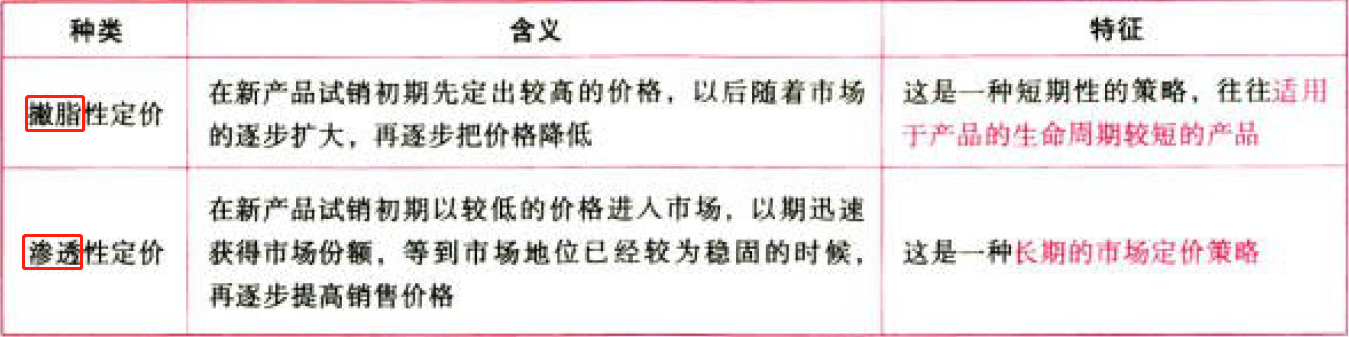 种类 含义 特征
撇脂性定价
在新产品试销初期先定出较高的价格，以后随着市场
的逐步扩大，再逐步把价格降低
这是一种短期性的策略，往往适用
于产品的生命周期较短的产品
渗透性定价
在新产品试销初期以较低的价格进入市场，以期迅速
获得市场份额，等到市场地位已经较为稳固的时候，
再逐步提高销售价格
这是一种长期的市场定价策略